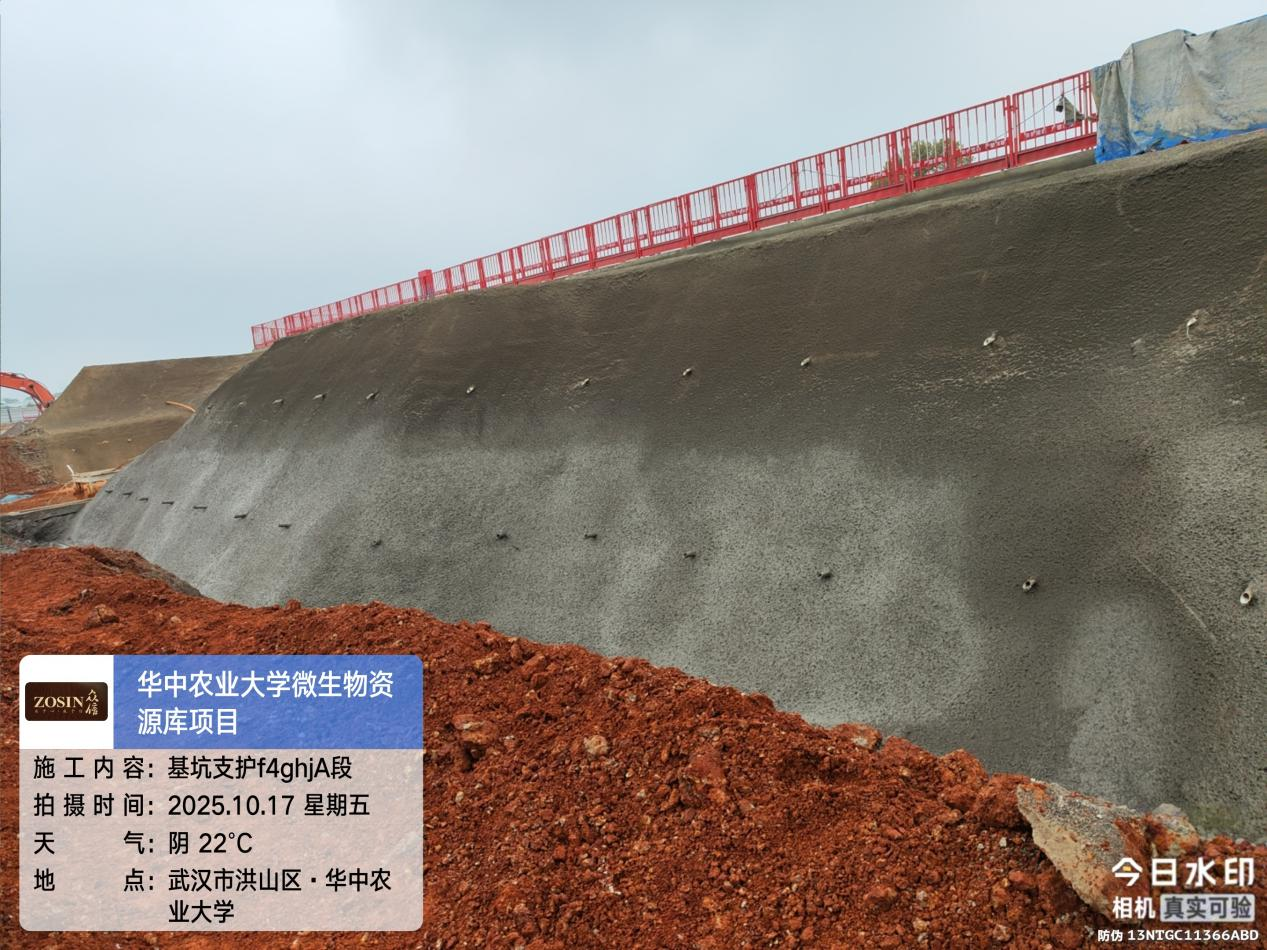 ZOSIN 众信
华中农业大学微生物资
源库项目
施工内容：基坑支护f4ghjA段
拍摄时间：2025.10.17 星期五
天气：阴 22℃
地点：武汉市洪山区·华中农
业大学
今日水印
相机 真实可验
防伪 13NTGC11366ABD